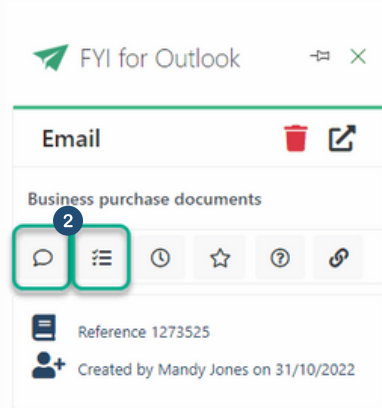 FYI for Outlook
Email
Business purchase documents
2
Reference 1273525
Created by Mandy Jones on 31/10/2022